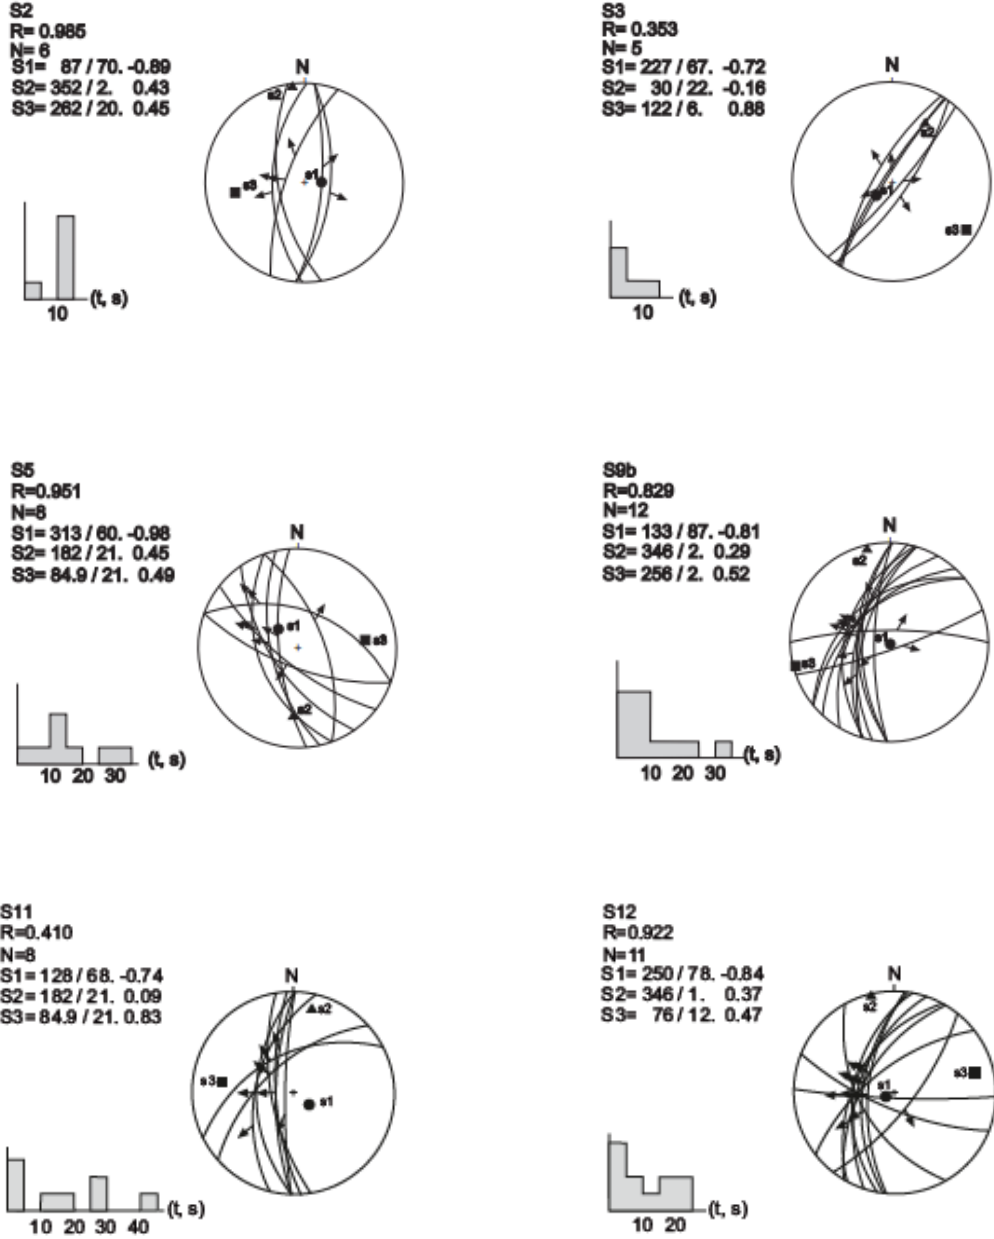 S2
R= 0.985
N= 6
S1= 87 / 70. -0.89
S2= 352 / 2. 0.43
S3= 262 / 20. 0.45
N
s2
s3
s1
(t, s)
10
S3
R= 0.353
N= 5
S1= 227 / 67. -0.72
S2= 30 / 22. -0.16
S3= 122 / 6. 0.88
N
s2
s1
s3
(t, s)
10
S5
R=0.951
N=8
S1= 313 / 60. -0.98
S2= 182 / 21. 0.45
S3= 84.9 / 21. 0.49
N
s1
s3
s2
(t, s)
10 20 30
S9b
R=0.829
N=12
S1= 133 / 87. -0.81
S2= 346 / 2. 0.29
S3= 256 / 2. 0.52
N
s2
s1
s3
(t, s)
10 20 30
S11
R=0.410
N=8
S1= 128 / 68. -0.74
S2= 182 / 21. 0.09
S3= 84.9 / 21. 0.83
N
s2
s3
s1
(t, s)
10 20 30 40
S12
R=0.922
N=11
S1= 250 / 78. -0.84
S2= 346 / 1. 0.37
S3= 76 / 12. 0.47
N
s2
s3
s1
(t, s)
10 20